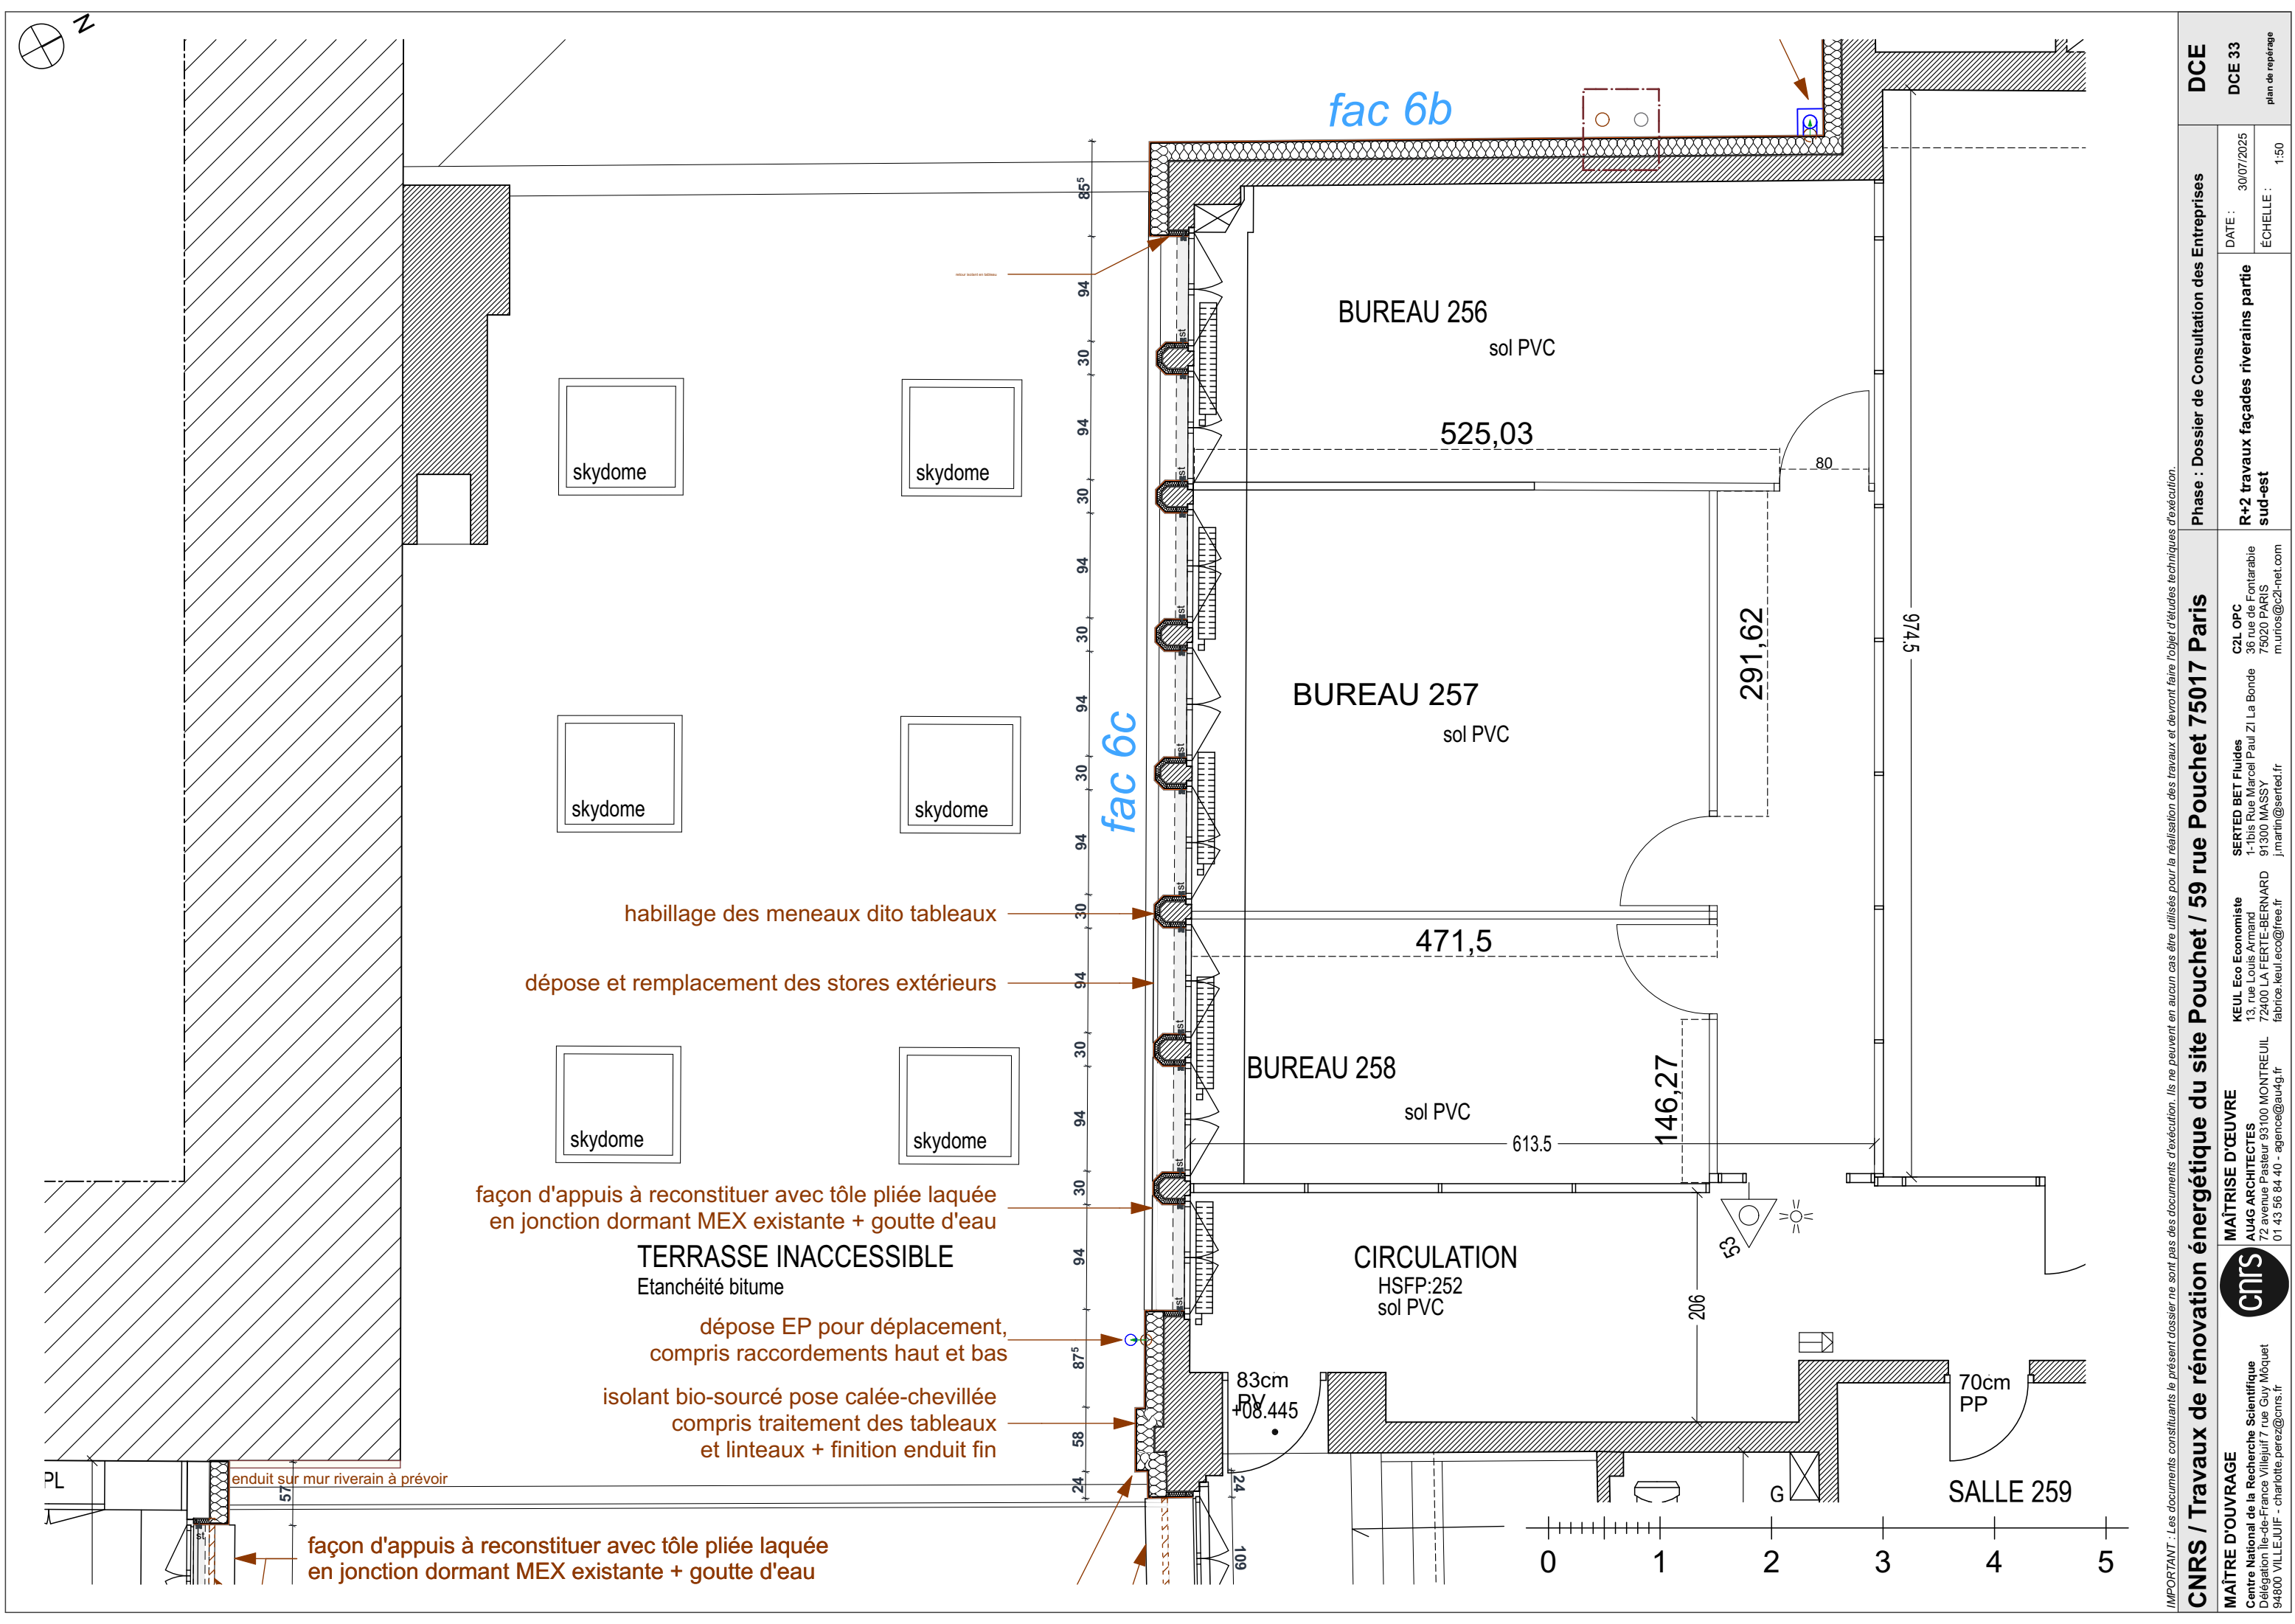 N
fac 6b
85⁵
94
30
94
30
94
30
94
30
94
30
94
30
94
30
94
87⁵
58
24
fac 6c
st
st
st
st
st
st
st
st
BUREAU 256
sol PVC
525,03
80
BUREAU 257
sol PVC
291,62
974.5
471,5
BUREAU 258
sol PVC
146,27
613.5
skydome
skydome
skydome
skydome
skydome
skydome
habillage des meneaux dito tableaux
dépose et remplacement des stores extérieurs
façon d'appuis à reconstituer avec tôle pliée laquée
en jonction dormant MEX existante + goutte d'eau
TERRASSE INACCESSIBLE
Etanchéité bitume
dépose EP pour déplacement,
compris raccordements haut et bas
isolant bio-sourcé pose calée-chevillée
compris traitement des tableaux
et linteaux + finition enduit fin
CIRCULATION
HSFP:252
sol PVC
53
206
83cm
PV
+08.445
70cm
PP
SALLE 259
G
24
109
PL
enduit sur mur riverain à prévoir
57
st
façon d'appuis à reconstituer avec tôle pliée laquée
en jonction dormant MEX existante + goutte d'eau
0 1 2 3 4 5
IMPORTANT : Les documents constituants le présent dossier ne sont pas des documents d'exécution. Ils ne peuvent en aucun cas être utilisés pour la réalisation des travaux et devront faire l'objet d'études techniques d'exécution.
CNRS / Travaux de rénovation énergétique du site Pouchet / 59 rue Pouchet 75017 Paris
Phase : Dossier de Consultation des Entreprises
DCE
MAÎTRE D'OUVRAGE
Centre National de la Recherche Scientifique
Délégation Île-de-France Villejuif 7 rue Guy Môquet
94800 VILLEJUIF - charlotte.perez@cnrs.fr
cnrs
MAÎTRISE D'ŒUVRE
AU4G ARCHITECTES
72 avenue Pasteur 93100 MONTREUIL
01 43 56 84 40 - agence@au4g.fr
KEUL Eco Economiste
13, rue Louis Armand
72400 LA FERTE-BERNARD
fabrice.keul.eco@free.fr
SERTED BET Fluides
1-1bis Rue Marcel Paul ZI La Bonde
91300 MASSY
j.martin@serted.fr
C2L OPC
36 rue de Fontarabie
75020 PARIS
m.urios@c2l-net.com
R+2 travaux façades riverains partie
sud-est
DATE :
30/07/2025
ÉCHELLE :
1:50
DCE 33
plan de repérage